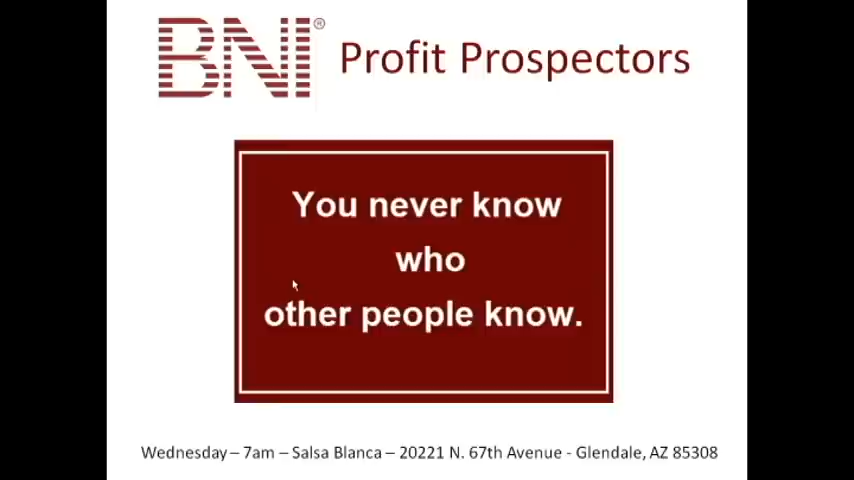 BNI® Profit Prospectors
You never know
who
other people know.
Wednesday – 7am – Salsa Blanca – 20221 N. 67th Avenue - Glendale, AZ 85308